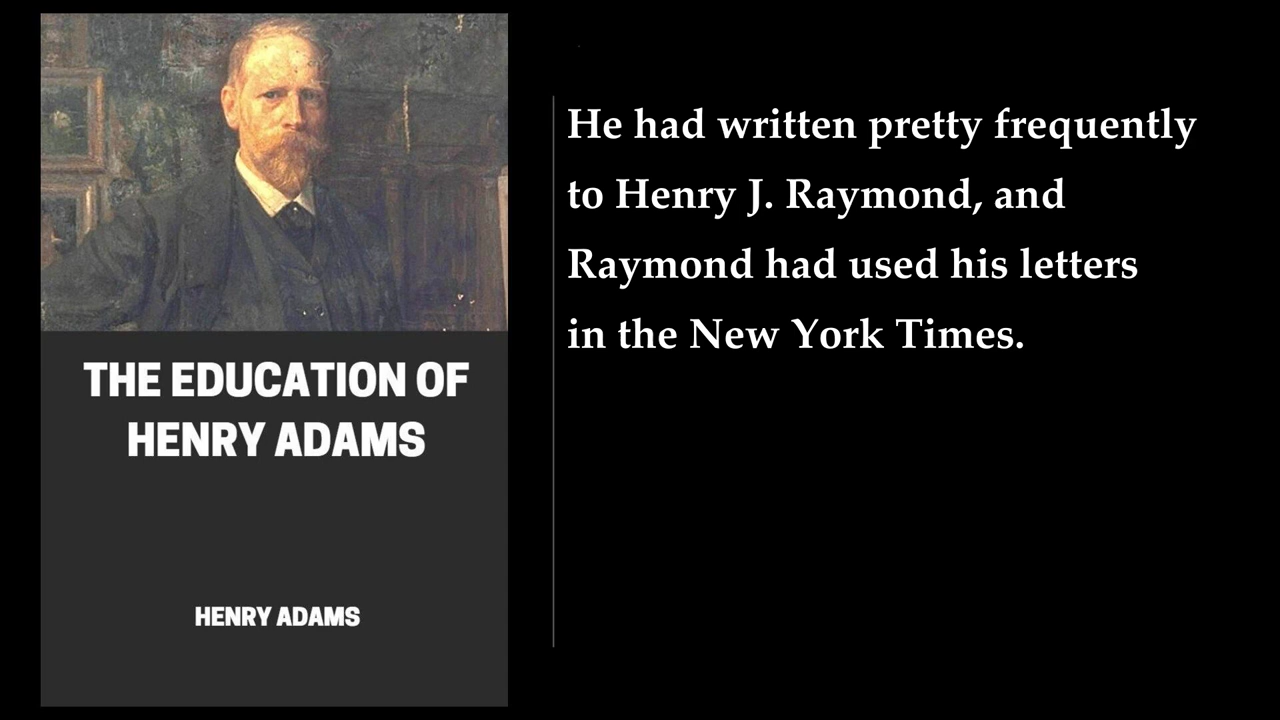 THE EDUCATION OF
HENRY ADAMS
HENRY ADAMS
He had written pretty frequently
to Henry J. Raymond, and
Raymond had used his letters
in the New York Times.